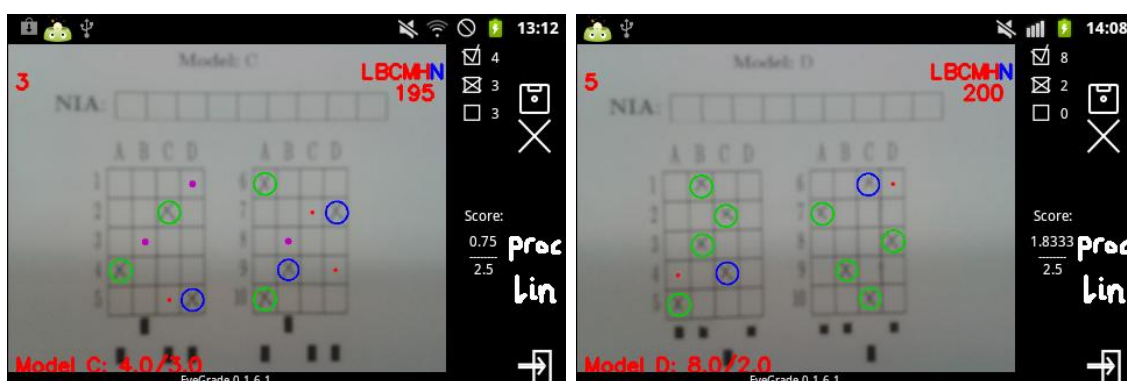 13:12
Model: C
3
LBCMHN
195
NIA:
A B C D
A B C D
1
2
3
4
5
6
7
8
9
10
4
3
3
Score:
0.75
2.5
Proc
Lin
Model C: 4.0/3.0
EyeGrade 0.1.6.1
14:08
Model: D
5
LBCMHN
200
NIA:
A B C D
A B C D
1
2
3
4
5
6
7
8
9
10
8
2
0
Score:
1.8333
2.5
Proc
Lin
Model D: 8.0/2.0
EyeGrade 0.1.6.1